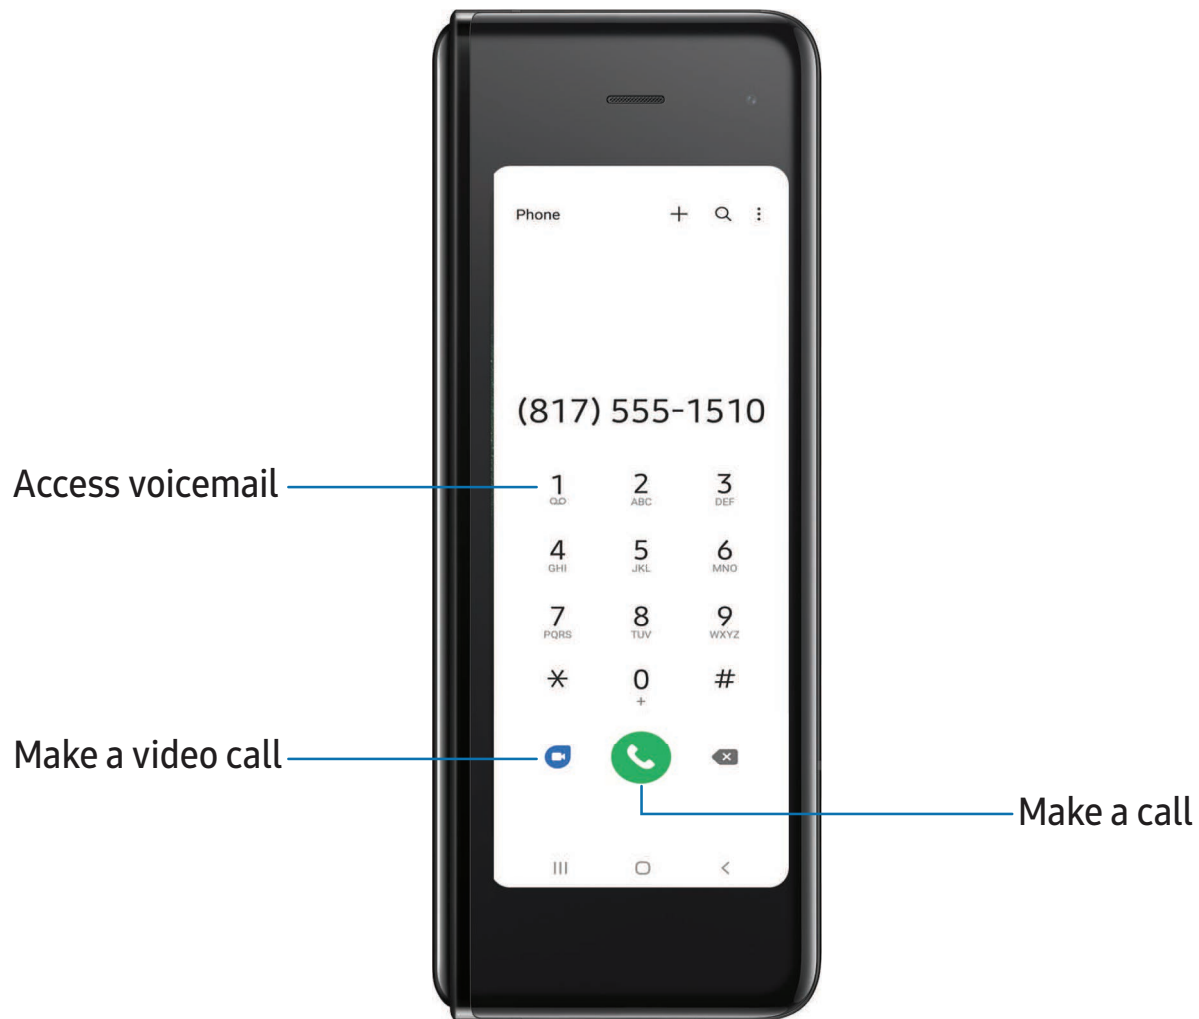 Phone
(817) 555-1510
Access voicemail
1 2 3
ABC DEF
4 5 6
GHI JKL MNO
7 8 9
PQRS TUV WXYZ
* 0 #
+
Make a video call
Make a call